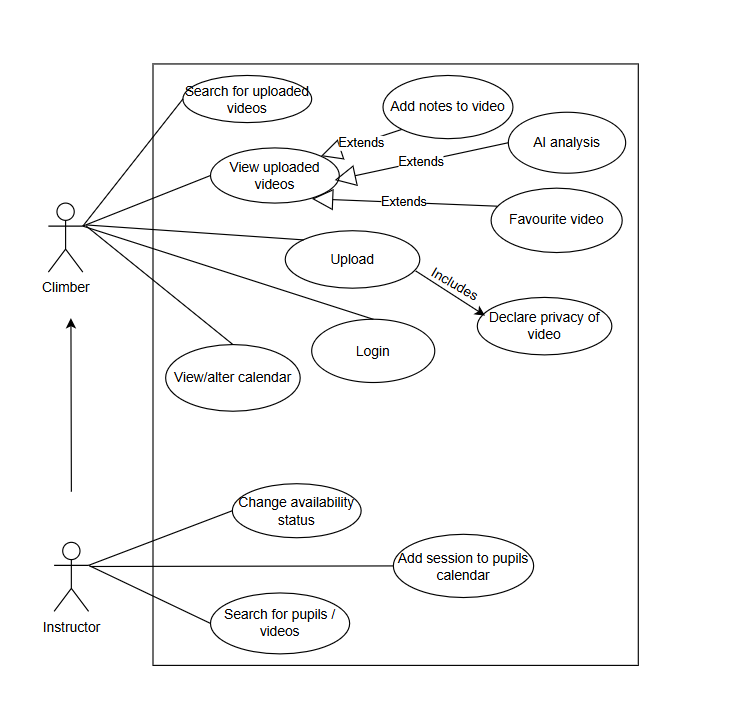 Search for uploaded
videos
Add notes to video
Extends
AI analysis
View uploaded
videos
Extends
Extends
Favourite video
Upload
Includes
Climber
Declare privacy of
video
Login
View/alter calendar
Change availability
status
Add session to pupils
calendar
Search for pupils /
videos
Instructor